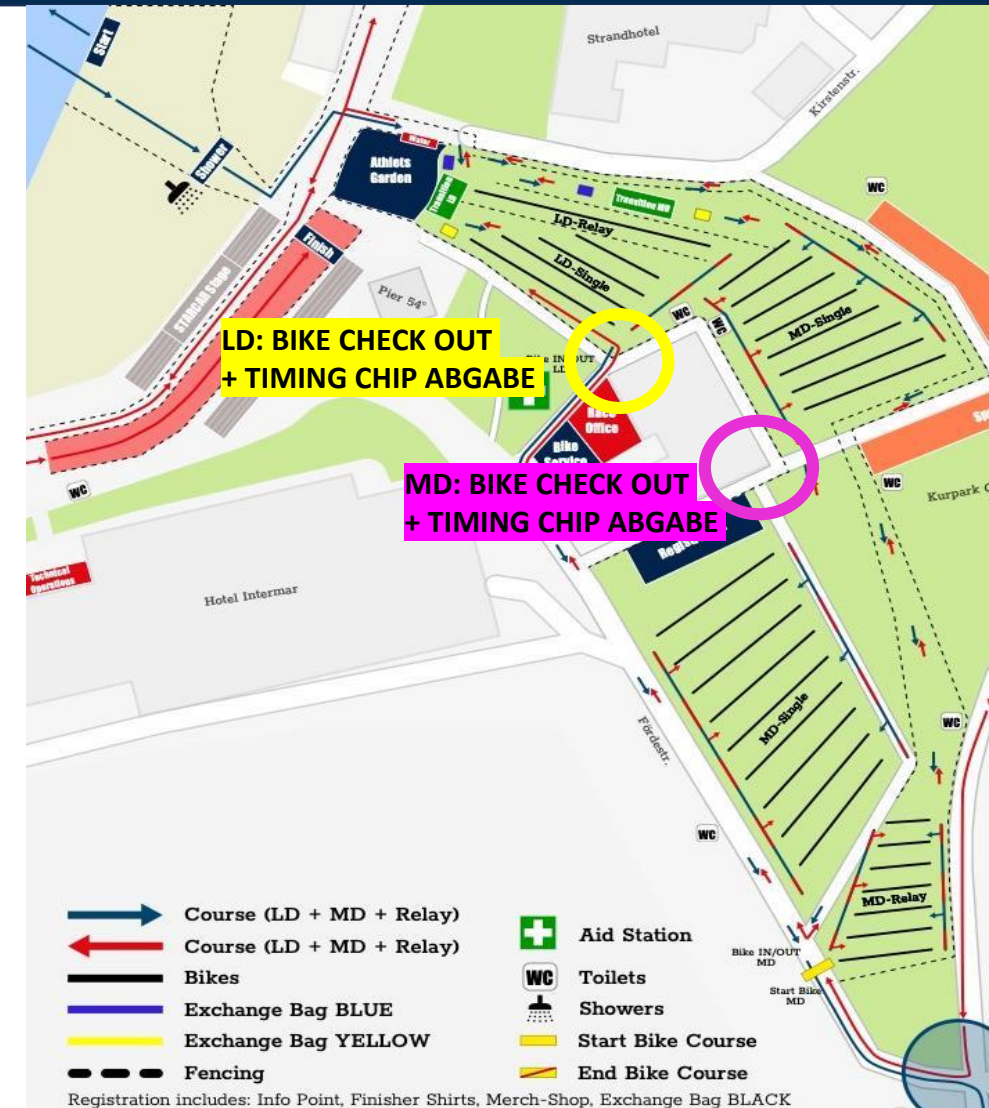 Start
Strandhotel
Kirstenstr.
Shower
Water
Athlets
Garden
Transition
LD
Transition MD
WC
LD-Relay
LD-Single
Finish
STARCAR Stage
Pier 54°
WC
WC
MD-Single
LD: BIKE CHECK OUT
+ TIMING CHIP ABGABE
IN/OUT
Race
Office
Bike
Service
MD: BIKE CHECK OUT
+ TIMING CHIP ABGABE
WC
WC
Kurpark
Technical
Operations
Hotel Intermar
MD-Single
Fördestr.
WC
WC
MD-Relay
Bike IN/OUT
MD
Start Bike
MD
Course (LD + MD + Relay)
Course (LD + MD + Relay)
Bikes
Exchange Bag BLUE
Exchange Bag YELLOW
Fencing
Aid Station
WC
Toilets
Showers
Start Bike Course
End Bike Course
Registration includes: Info Point, Finisher Shirts, Merch-Shop, Exchange Bag BLACK